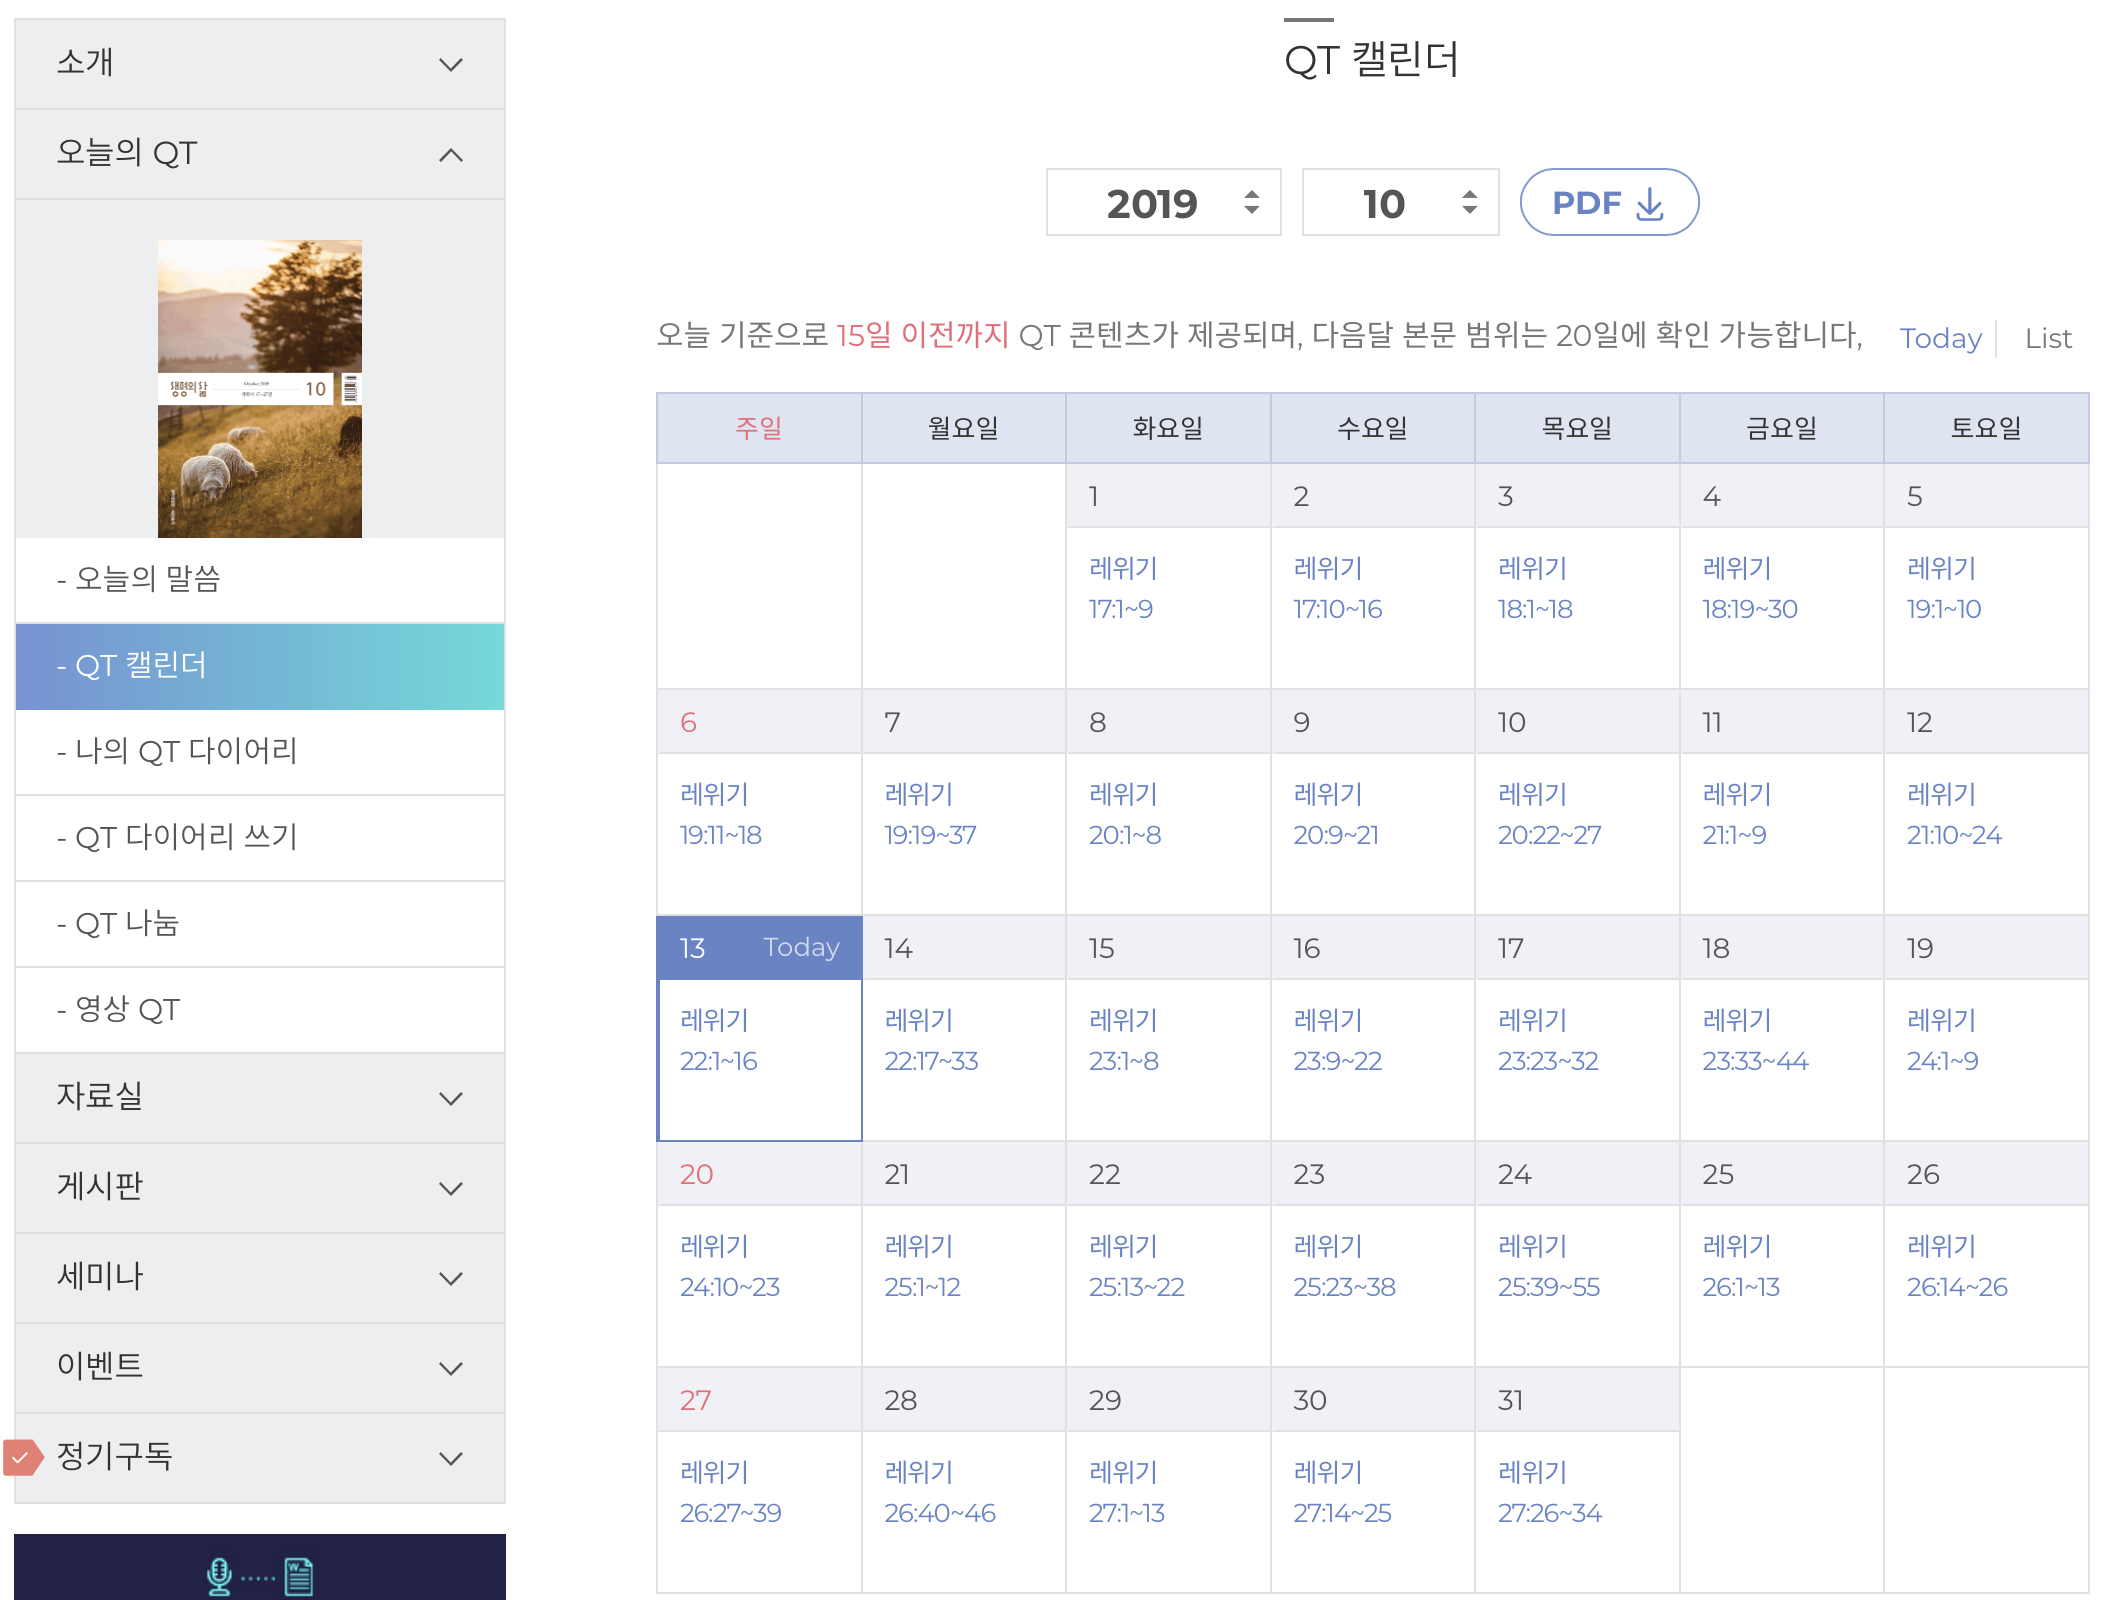 소개
오늘의 QT
생명의 삶
10
- 오늘의 말씀
- QT 캘린더
- 나의 QT 다이어리
- QT 다이어리 쓰기
- QT 나눔
- 영상 QT
자료실
게시판
세미나
이벤트
정기구독
QT 캘린더
2019 10 PDF
오늘 기준으로 15일 이전까지 QT 콘텐츠가 제공되며, 다음달 본문 범위는 20일에 확인 가능합니다, Today List
주일 월요일 화요일 수요일 목요일 금요일 토요일
1 2 3 4 5
레위기 레위기 레위기 레위기 레위기
17:1~9 17:10~16 18:1~18 18:19~30 19:1~10
6 7 8 9 10 11 12
레위기 레위기 레위기 레위기 레위기 레위기 레위기
19:11~18 19:19~37 20:1~8 20:9~21 20:22~27 21:1~9 21:10~24
13 Today 14 15 16 17 18 19
레위기 레위기 레위기 레위기 레위기 레위기 레위기
22:1~16 22:17~33 23:1~8 23:9~22 23:23~32 23:33~44 24:1~9
20 21 22 23 24 25 26
레위기 레위기 레위기 레위기 레위기 레위기 레위기
24:10~23 25:1~12 25:13~22 25:23~38 25:39~55 26:1~13 26:14~26
27 28 29 30 31
레위기 레위기 레위기 레위기 레위기
26:27~39 26:40~46 27:1~13 27:14~25 27:26~34